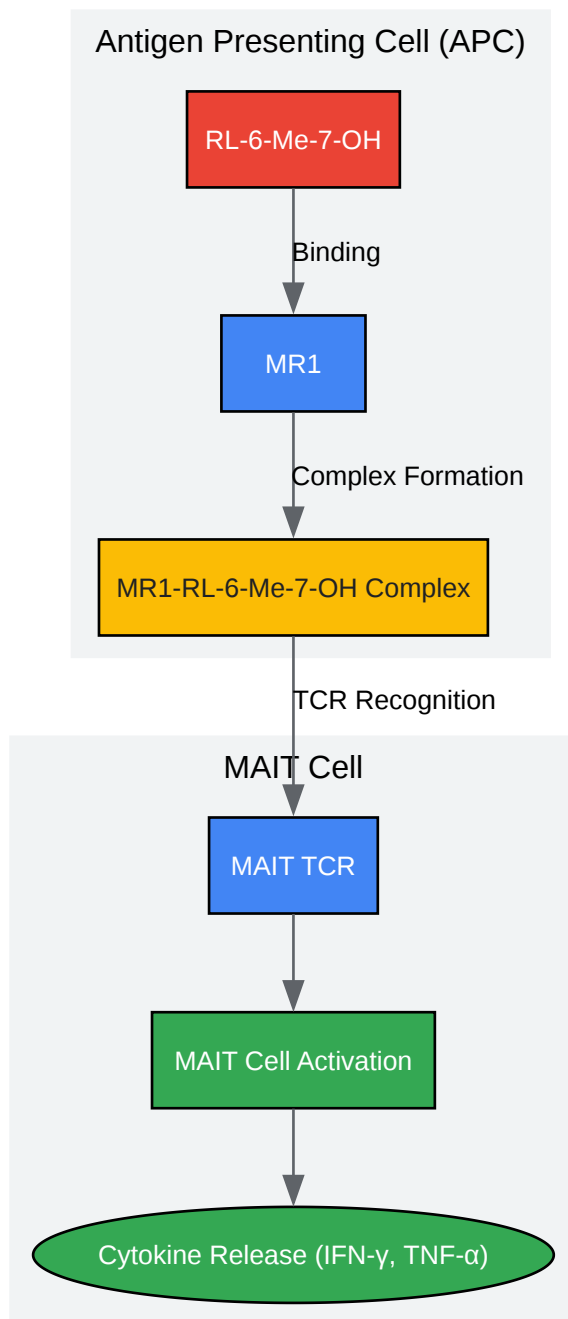 Antigen Presenting Cell (APC)
RL-6-Me-7-OH
Binding
MR1
Complex Formation
MR1-RL-6-Me-7-OH Complex
TCR Recognition
MAIT Cell
MAIT TCR
MAIT Cell Activation
Cytokine Release (IFN-γ, TNF-α)